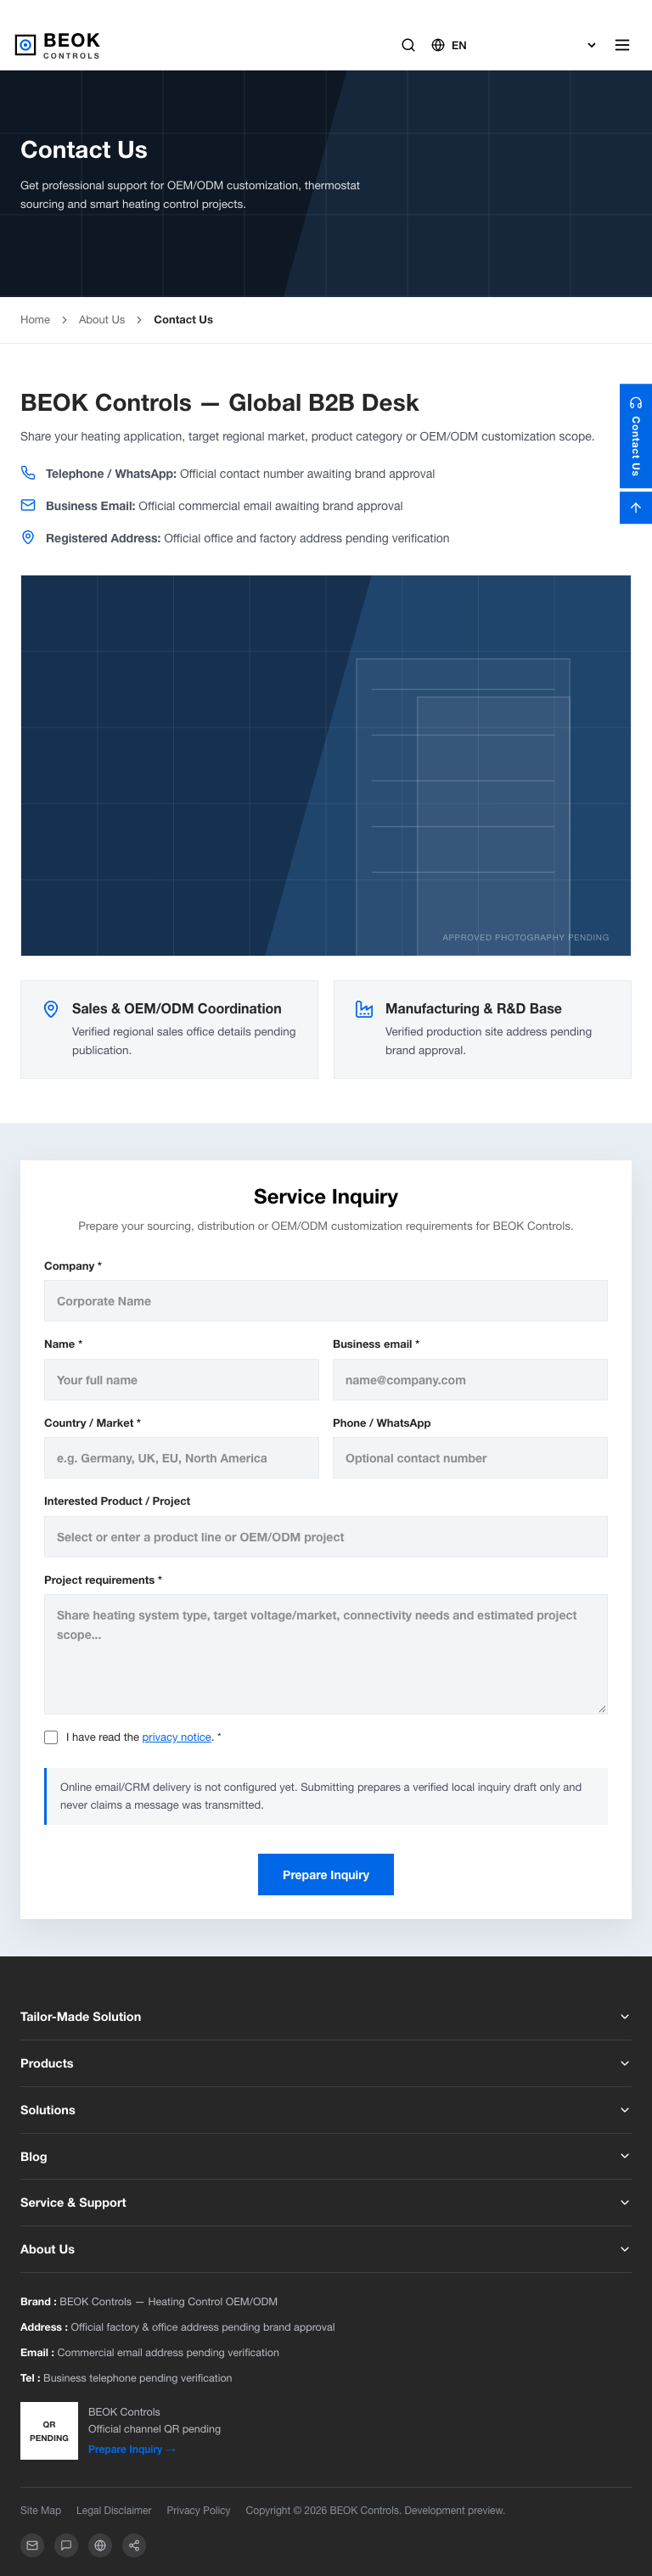 BEOK
CONTROLS
EN
Contact Us
Get professional support for OEM/ODM customization, thermostat
sourcing and smart heating control projects.
Home > About Us > Contact Us
BEOK Controls — Global B2B Desk
Share your heating application, target regional market, product category or OEM/ODM customization scope.
Contact Us
Telephone / WhatsApp: Official contact number awaiting brand approval
Business Email: Official commercial email awaiting brand approval
Registered Address: Official office and factory address pending verification
APPROVED PHOTOGRAPHY PENDING
Sales & OEM/ODM Coordination
Verified regional sales office details pending
publication.
Manufacturing & R&D Base
Verified production site address pending
brand approval.
Service Inquiry
Prepare your sourcing, distribution or OEM/ODM customization requirements for BEOK Controls.
Company *
Corporate Name
Name *
Your full name
Business email *
name@company.com
Country / Market *
e.g. Germany, UK, EU, North America
Phone / WhatsApp
Optional contact number
Interested Product / Project
Select or enter a product line or OEM/ODM project
Project requirements *
Share heating system type, target voltage/market, connectivity needs and estimated project
scope...
I have read the privacy notice. *
Online email/CRM delivery is not configured yet. Submitting prepares a verified local inquiry draft only and
never claims a message was transmitted.
Prepare Inquiry
Tailor-Made Solution
Products
Solutions
Blog
Service & Support
About Us
Brand : BEOK Controls — Heating Control OEM/ODM
Address : Official factory & office address pending brand approval
Email : Commercial email address pending verification
Tel : Business telephone pending verification
QR
PENDING
BEOK Controls
Official channel QR pending
Prepare Inquiry →
Site Map Legal Disclaimer Privacy Policy Copyright © 2026 BEOK Controls. Development preview.